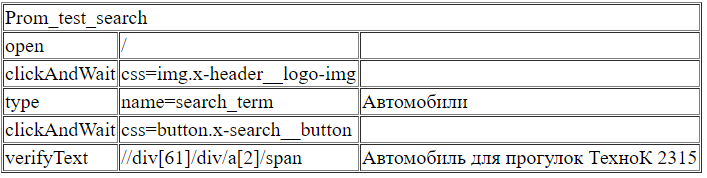 Prom_test_search
open /
clickAndWait css=img.x-header__logo-img
type name=search_term Автомобили
clickAndWait css=button.x-search__button
verifyText //div[61]/div/a[2]/span Автомобиль для прогулок ТехноК 2315